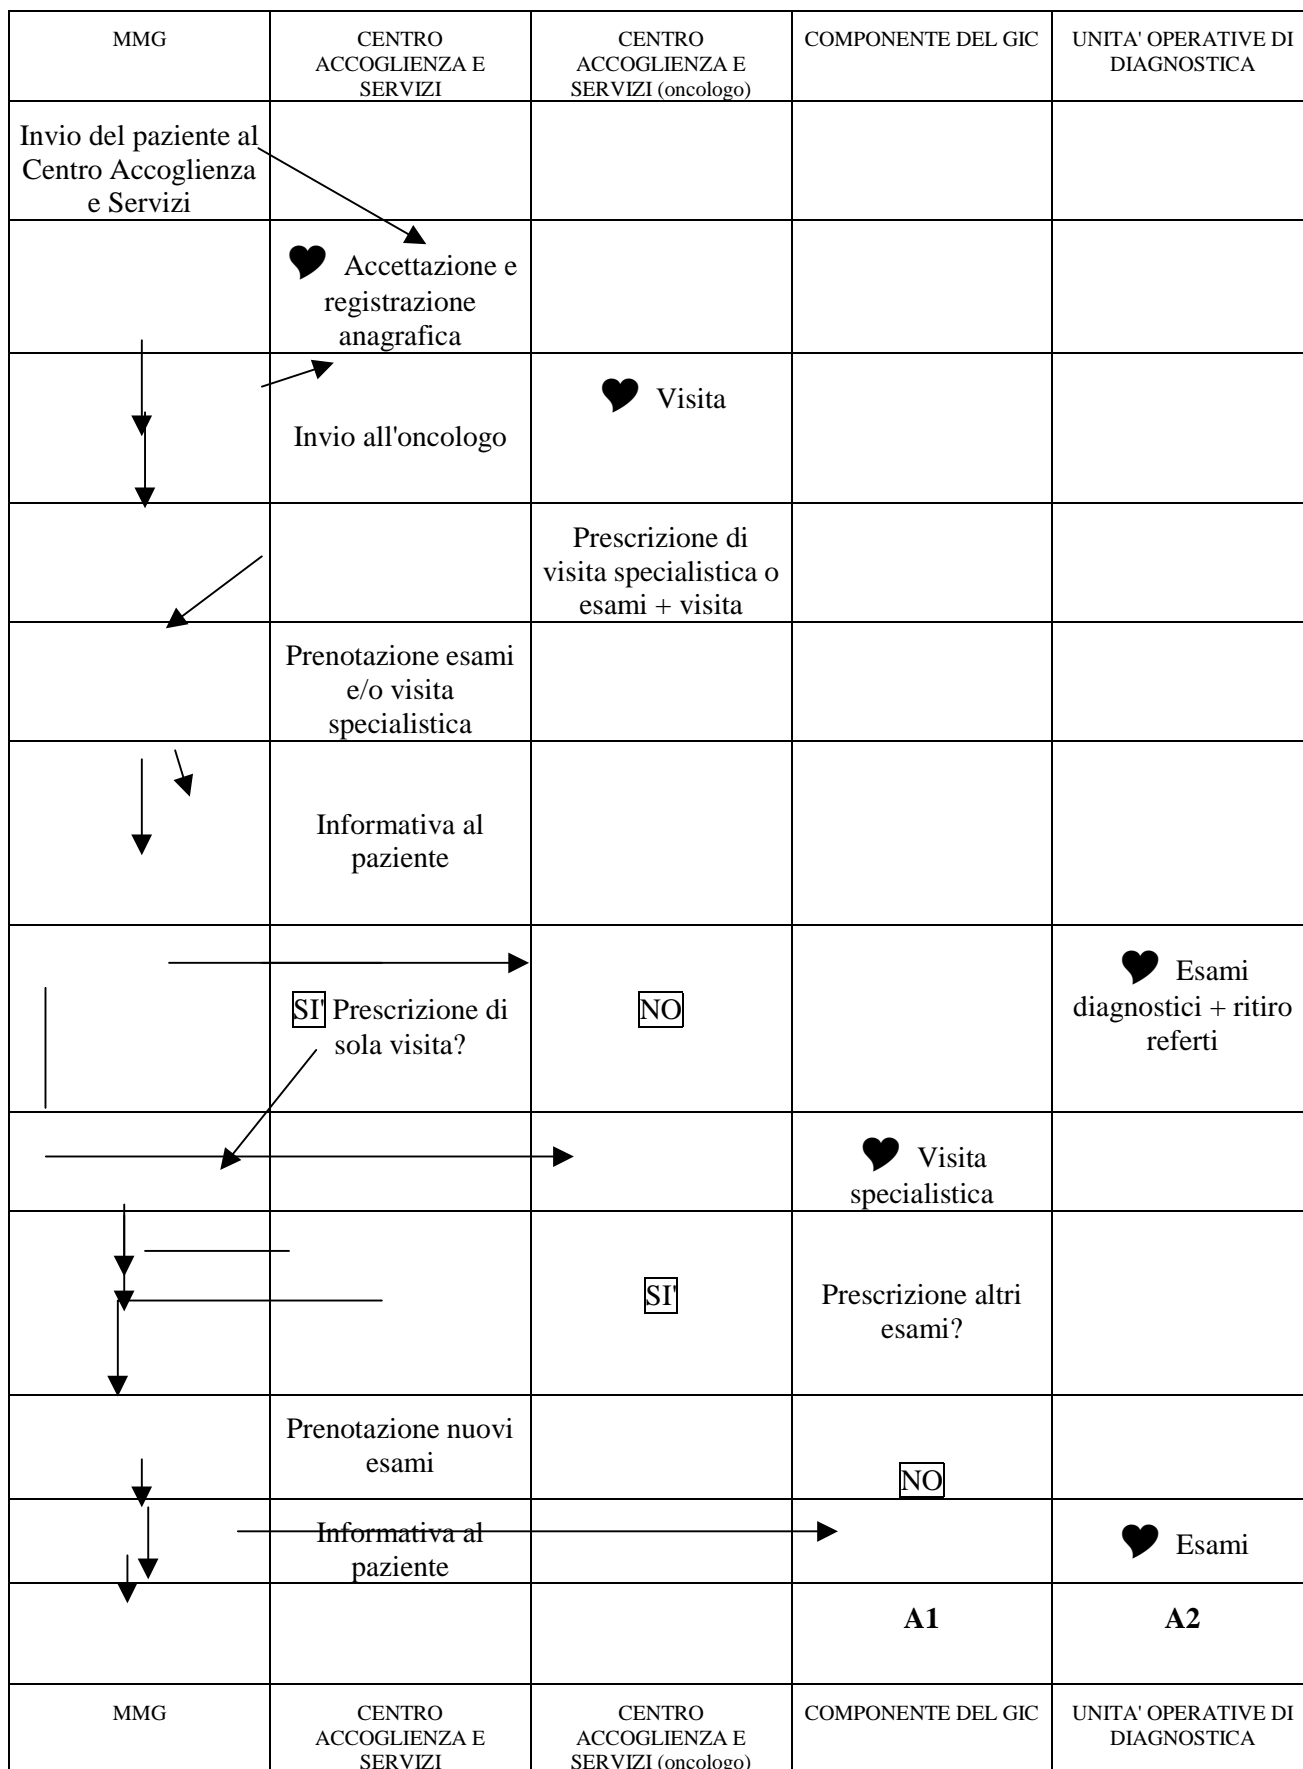 MMG
CENTRO
ACCOGLIENZA E
SERVIZI
CENTRO
ACCOGLIENZA E
SERVIZI (oncologo)
COMPONENTE DEL GIC
UNITA' OPERATIVE DI
DIAGNOSTICA
Invio del paziente al
Centro Accoglienza
e Servizi
Accettazione e
registrazione
anagrafica
Invio all'oncologo
Visita
Prescrizione di
visita specialistica o
esami + visita
Prenotazione esami
e/o visita
specialistica
Informativa al
paziente
SI' Prescrizione di
sola visita?
NO
Esami
diagnostici + ritiro
referti
Visita
specialistica
SI'
Prescrizione altri
esami?
Prenotazione nuovi
esami
NO
Informativa al
paziente
Esami
A1
A2
MMG
CENTRO
ACCOGLIENZA E
SERVIZI
CENTRO
ACCOGLIENZA E
SERVIZI (oncologo)
COMPONENTE DEL GIC
UNITA' OPERATIVE DI
DIAGNOSTICA